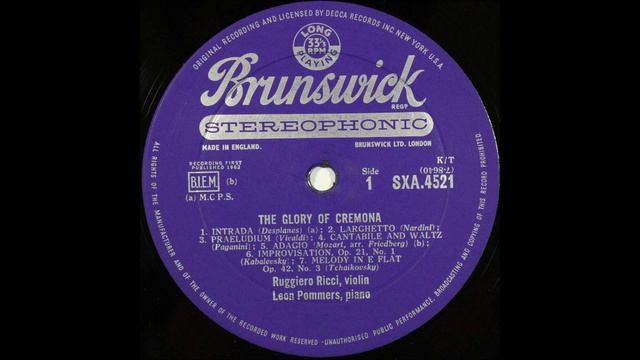 ORIGINAL RECORDING AND LICENSED BY DECCA RECORDS INC. NEW YORK, U.S.A.
LONG
33⅓
RPM
PLAYING
Brunswick
REGD
STEREOPHONIC
MADE IN ENGLAND. BRUNSWICK LTD. LONDON
RECORDING FIRST
PUBLISHED 1962
K/T
(7-8640)
B.I.E.M. (b)
Side
1
SXA.4521
(a) M.C P.S.
THE GLORY OF CREMONA
1. INTRADA (Desplanes) (a); 2. LARGHETTO (Nardini);
3. PRAELUDIUM (Vivaldi); 4. CANTABILE AND WALTZ
(Paganini); 5. ADAGIO (Mozart, arr. Friedberg) (b);
6. IMPROVISATION, Op. 21, No. 1
(Kabalevsky); 7. MELODY IN E FLAT
Op. 42, No. 3 (Tchaikovsky)
Ruggiero Ricci, violin
Leon Pommers, piano
ALL RIGHTS OF THE MANUFACTURER AND OF THE OWNER OF THE RECORDED WORK RESERVED - UNAUTHORISED PUBLIC PERFORMANCE, BROADCASTING AND COPYING OF THIS RECORD PROHIBITED.